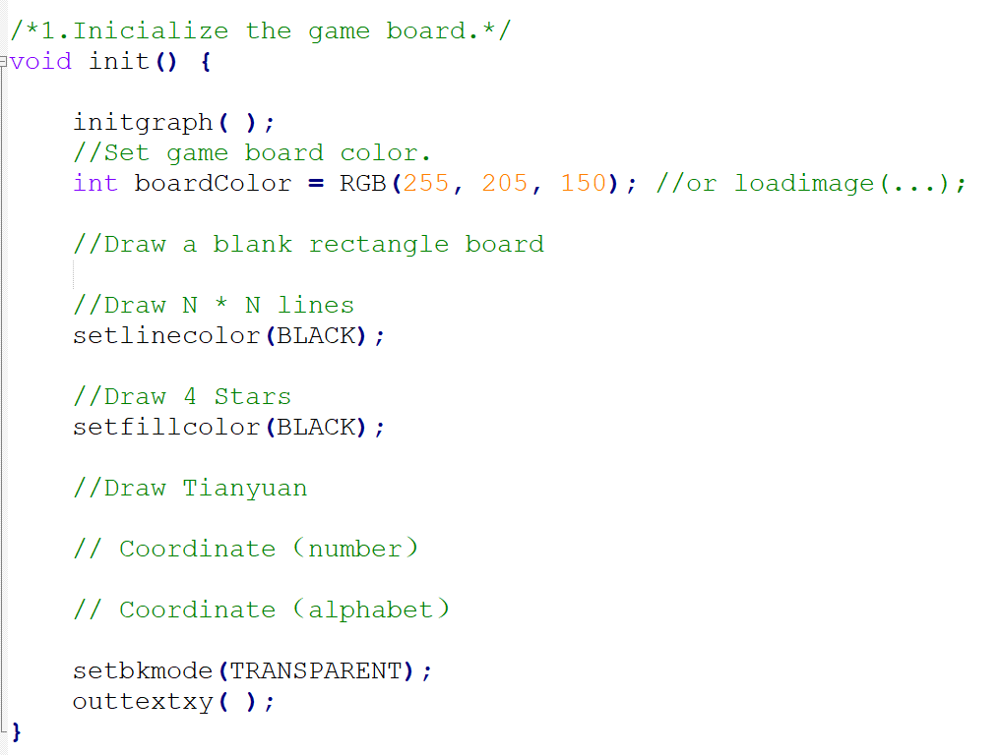 /*1.Inicialize the game board.*/
void init() {
initgraph( );
//Set game board color.
int boardColor = RGB(255, 205, 150); //or loadimage(...);
//Draw a blank rectangle board
//Draw N * N lines
setlinecolor(BLACK);
//Draw 4 Stars
setfillcolor(BLACK);
//Draw Tianyuan
// Coordinate（number）
// Coordinate（alphabet）
setbkmode(TRANSPARENT);
outtextxy( );
}